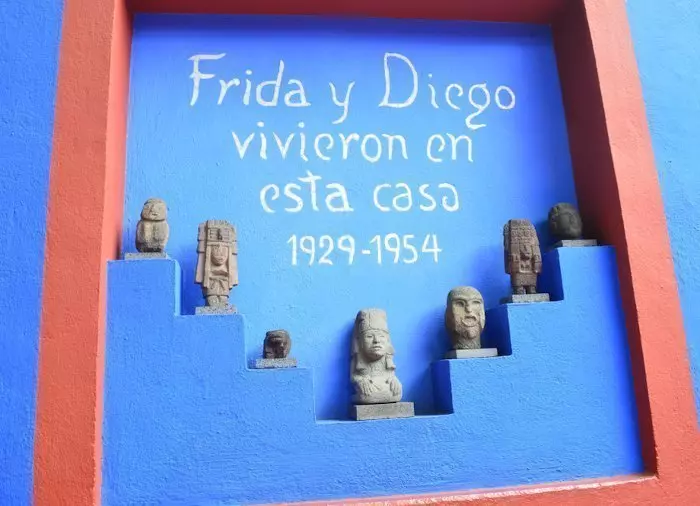 Frida y Diego
vivieron en
esta casa
1929-1954